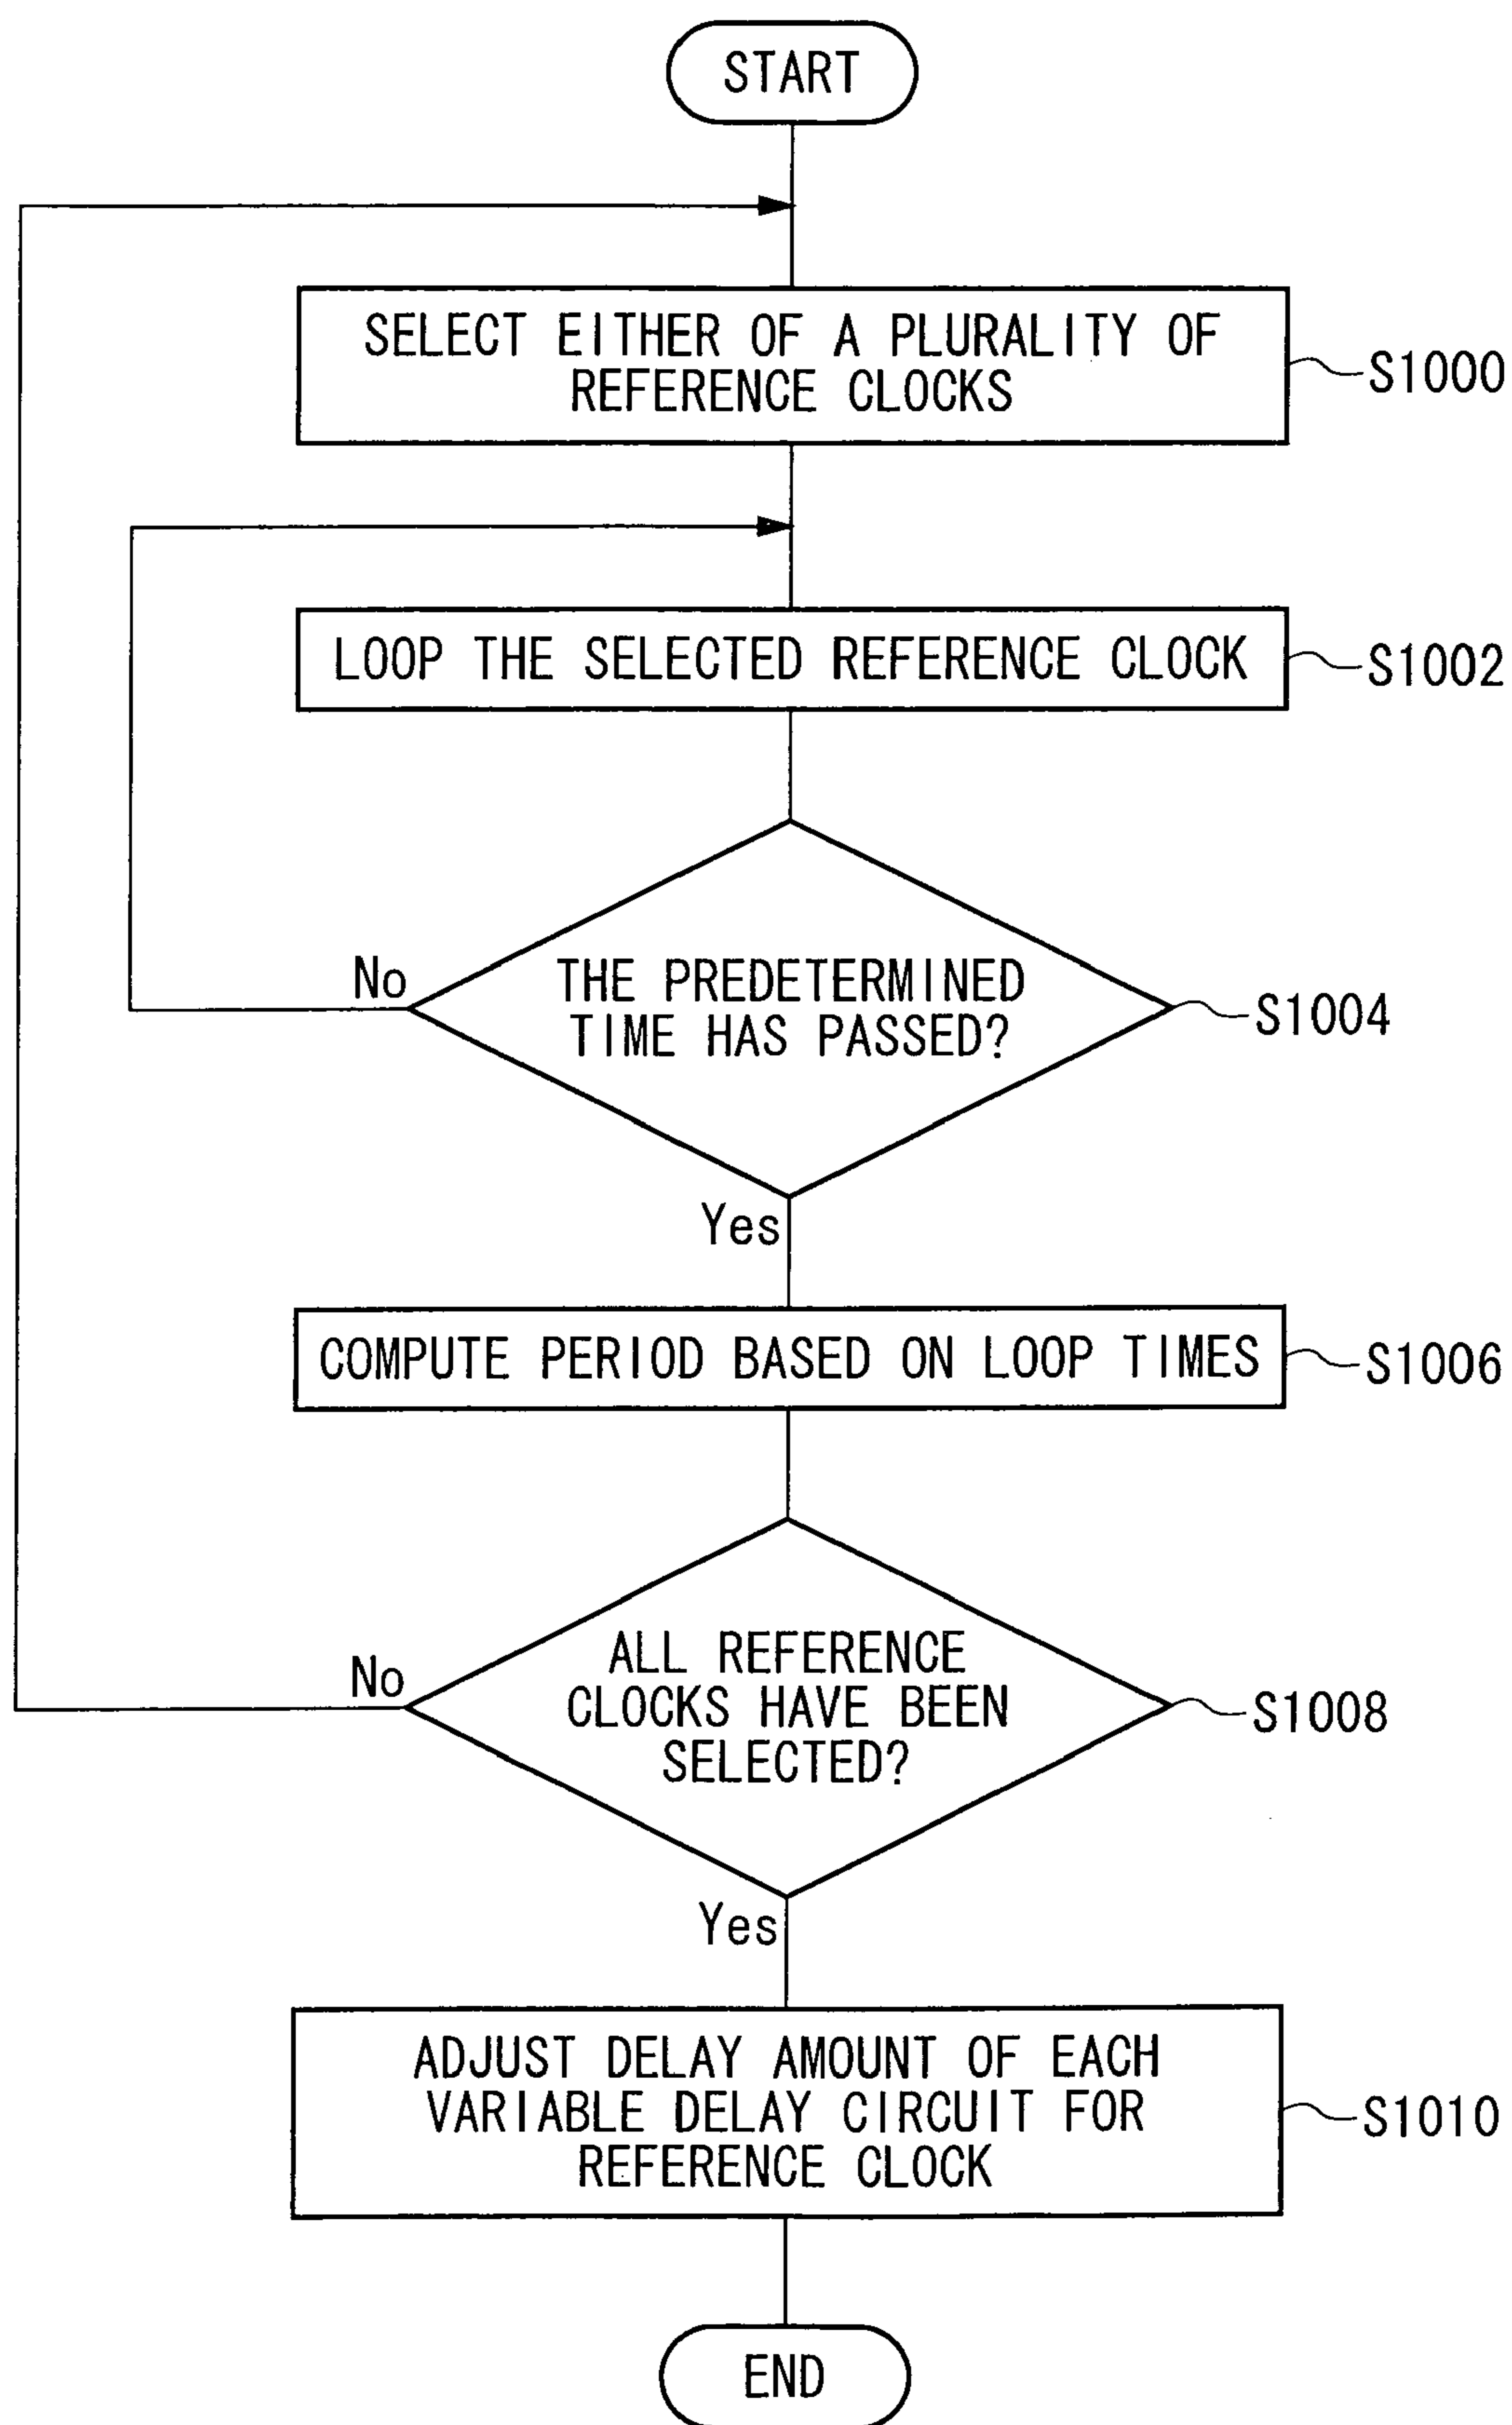 START
SELECT EITHER OF A PLURALITY OF
REFERENCE CLOCKS
S1000
LOOP THE SELECTED REFERENCE CLOCK
S1002
No
THE PREDETERMINED
TIME HAS PASSED?
S1004
Yes
COMPUTE PERIOD BASED ON LOOP TIMES
S1006
No
ALL REFERENCE
CLOCKS HAVE BEEN
SELECTED?
S1008
Yes
ADJUST DELAY AMOUNT OF EACH
VARIABLE DELAY CIRCUIT FOR
REFERENCE CLOCK
S1010
END